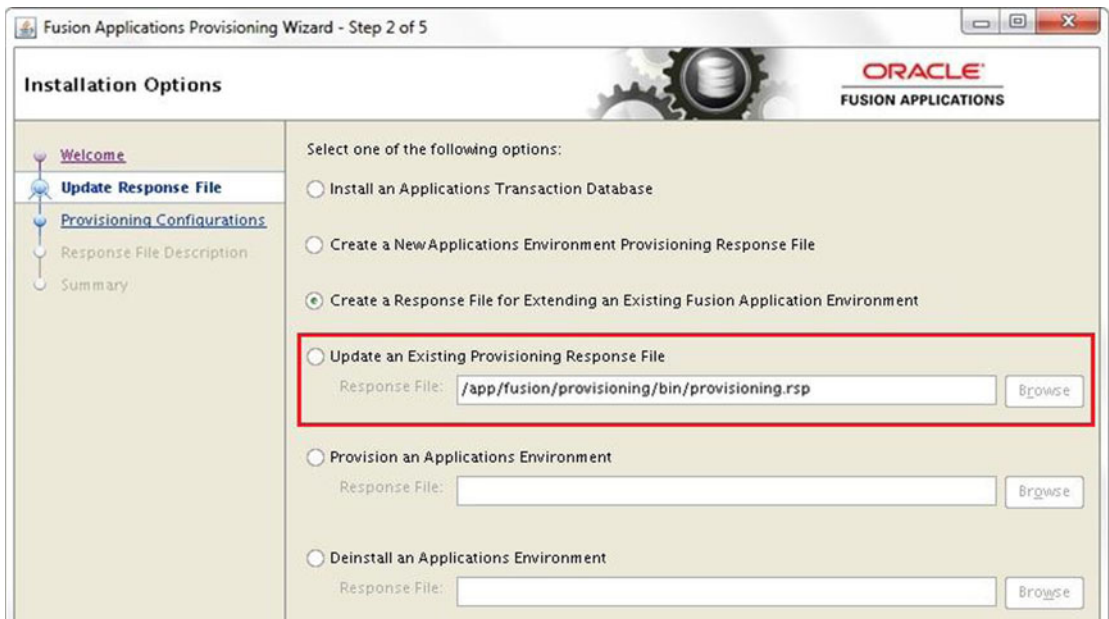 Fusion Applications Provisioning Wizard - Step 2 of 5
Installation Options
ORACLE
FUSION APPLICATIONS
Welcome
Update Response File
Provisioning Configurations
Response File Description
Summary
Select one of the following options:
Install an Applications Transaction Database
Create a New Applications Environment Provisioning Response File
Create a Response File for Extending an Existing Fusion Application Environment
Update an Existing Provisioning Response File
Response File: /app/fusion/provisioning/bin/provisioning.rsp Browse
Provision an Applications Environment
Response File: Browse
Deinstall an Applications Environment
Response File: Browse